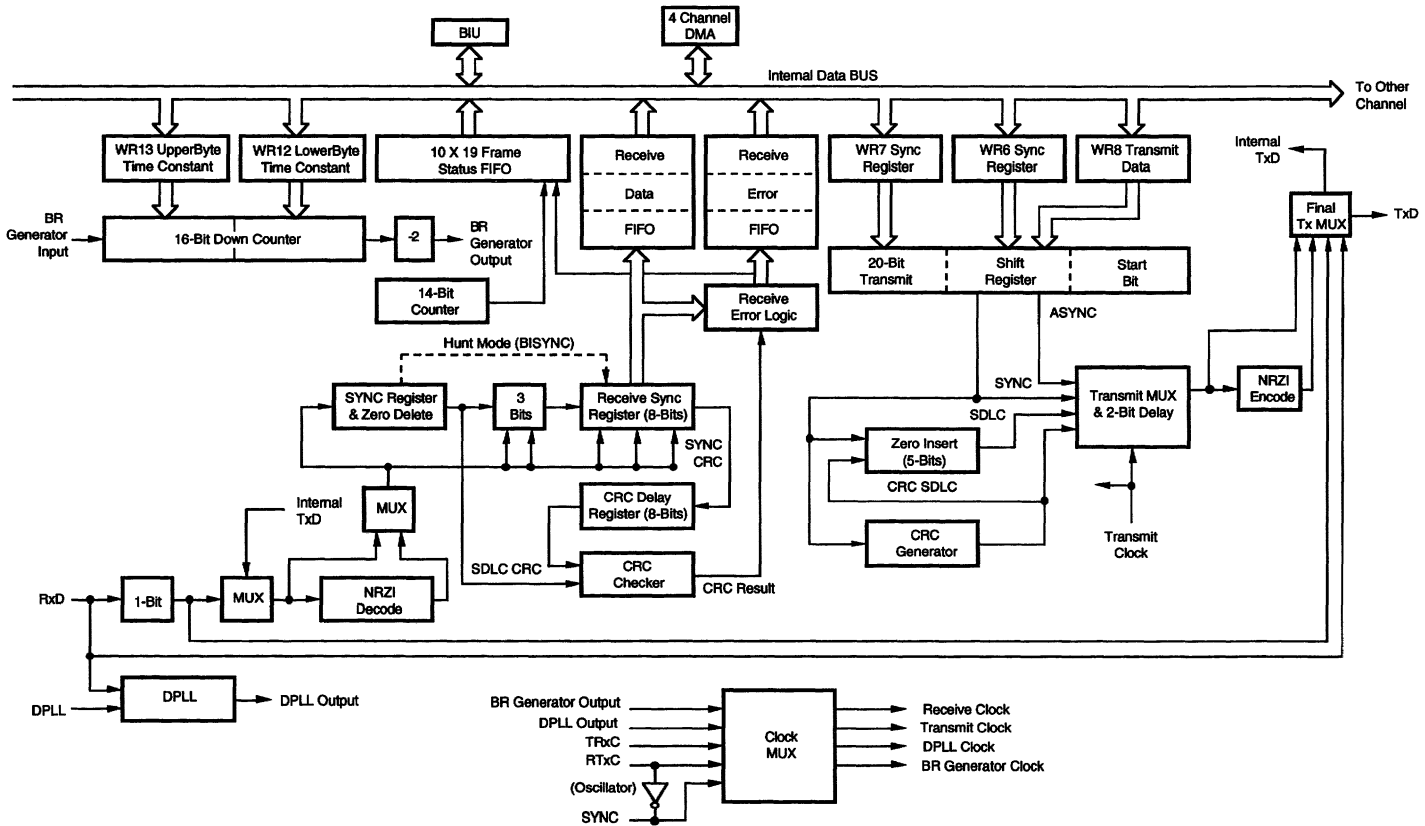 BIU
4 Channel
DMA
Internal Data BUS
To Other
Channel
WR13 UpperByte
Time Constant
WR12 LowerByte
Time Constant
10 X 19 Frame
Status FIFO
Receive
Data
FIFO
Receive
Error
FIFO
WR7 Sync
Register
WR6 Sync
Register
WR8 Transmit
Data
Internal
TxD
Final
Tx MUX
TxD
BR
Generator
Input
16-Bit Down Counter
-2
BR
Generator
Output
14-Bit
Counter
Receive
Error Logic
20-Bit
Transmit
Shift
Register
Start
Bit
ASYNC
Hunt Mode (BISYNC)
SYNC Register
& Zero Delete
3
Bits
Receive Sync
Register (8-Bits)
SYNC
CRC
SYNC
SDLC
Transmit MUX
& 2-Bit Delay
NRZI
Encode
Zero Insert
(5-Bits)
CRC SDLC
CRC
Generator
Transmit
Clock
Internal
TxD
MUX
CRC Delay
Register (8-Bits)
SDLC CRC
CRC
Checker
CRC Result
RxD
1-Bit
MUX
NRZI
Decode
DPLL
DPLL
DPLL Output
BR Generator Output
DPLL Output
TRxC
RTxC
(Oscillator)
SYNC
Clock
MUX
Receive Clock
Transmit Clock
DPLL Clock
BR Generator Clock